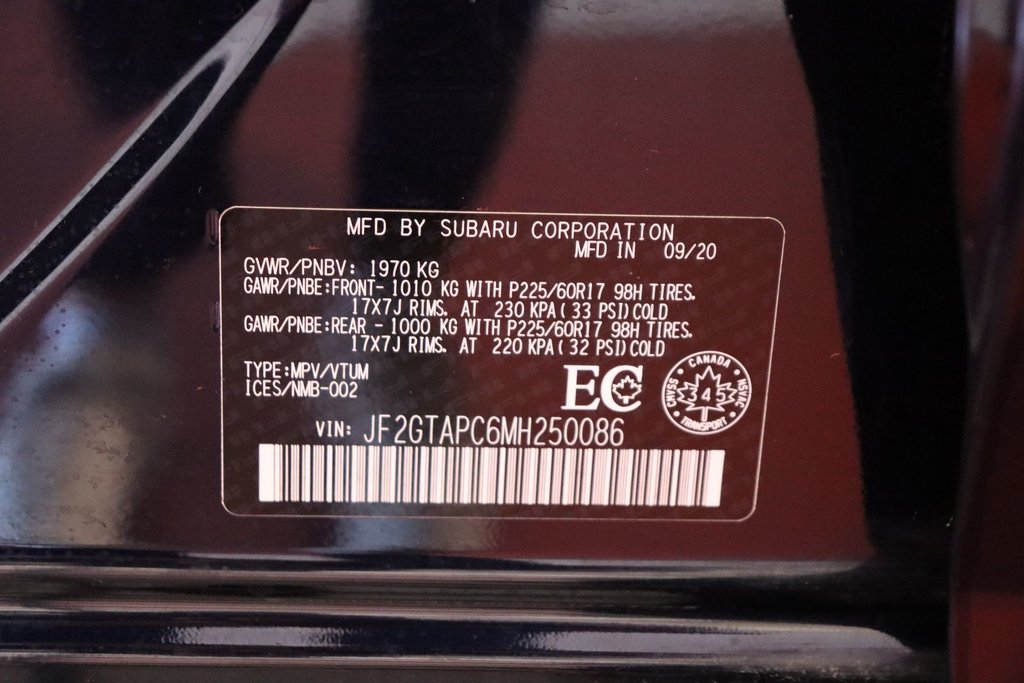 MFD BY SUBARU CORPORATION
MFD IN 09/20
GVWR/PNBV: 1970 KG
GAWR/PNBE:FRONT- 1010 KG WITH P225/60R17 98H TIRES.
17X7J RIMS. AT 230 KPA( 33 PSI) COLD
GAWR/PNBE:REAR - 1000 KG WITH P225/60R17 98H TIRES.
17X7J RIMS. AT 220 KPA( 32 PSI) COLD
TYPE:MPV/VTUM
ICES/NMB-002
EC
CANADA
CMVSS 345 NSVAC
TRANSPORT
VIN: JF2GTAPC6MH250086